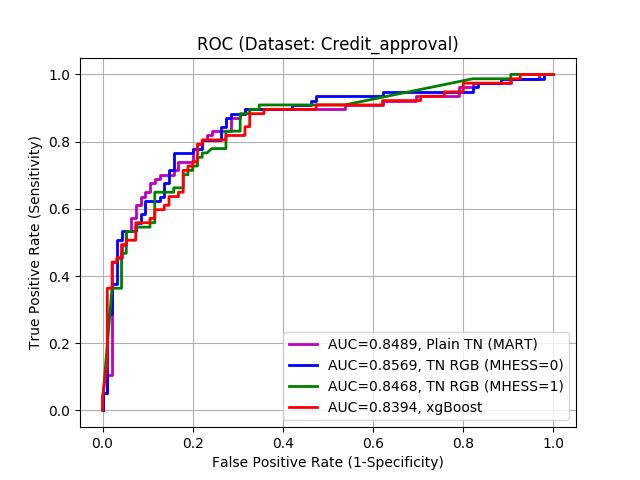 ROC (Dataset: Credit_approval)
True Positive Rate (Sensitivity)
1.0
0.8
0.6
0.4
0.2
0.0
AUC=0.8489, Plain TN (MART)
AUC=0.8569, TN RGB (MHESS=0)
AUC=0.8468, TN RGB (MHESS=1)
AUC=0.8394, xgBoost
0.0 0.2 0.4 0.6 0.8 1.0
False Positive Rate (1-Specificity)